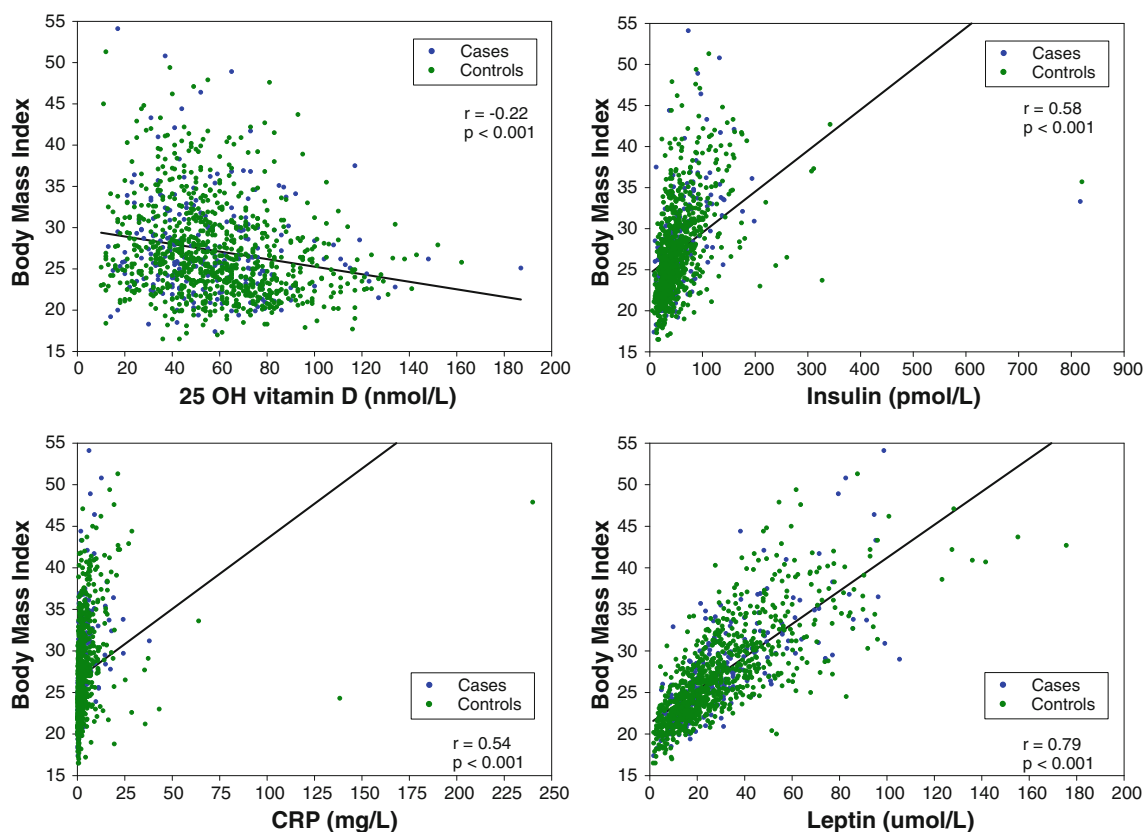 55
50
45
40
35
30
25
20
15
Body Mass Index
Cases
Controls
r = -0.22
p < 0.001
0 20 40 60 80 100 120 140 160 180 200
25 OH vitamin D (nmol/L)
55
50
45
40
35
30
25
20
15
Body Mass Index
Cases
Controls
r = 0.58
p < 0.001
0 100 200 300 400 500 600 700 800 900
Insulin (pmol/L)
55
50
45
40
35
30
25
20
15
Body Mass Index
Cases
Controls
r = 0.54
p < 0.001
0 25 50 75 100 125 150 175 200 225 250
CRP (mg/L)
55
50
45
40
35
30
25
20
15
Body Mass Index
Cases
Controls
r = 0.79
p < 0.001
0 20 40 60 80 100 120 140 160 180 200
Leptin (umol/L)